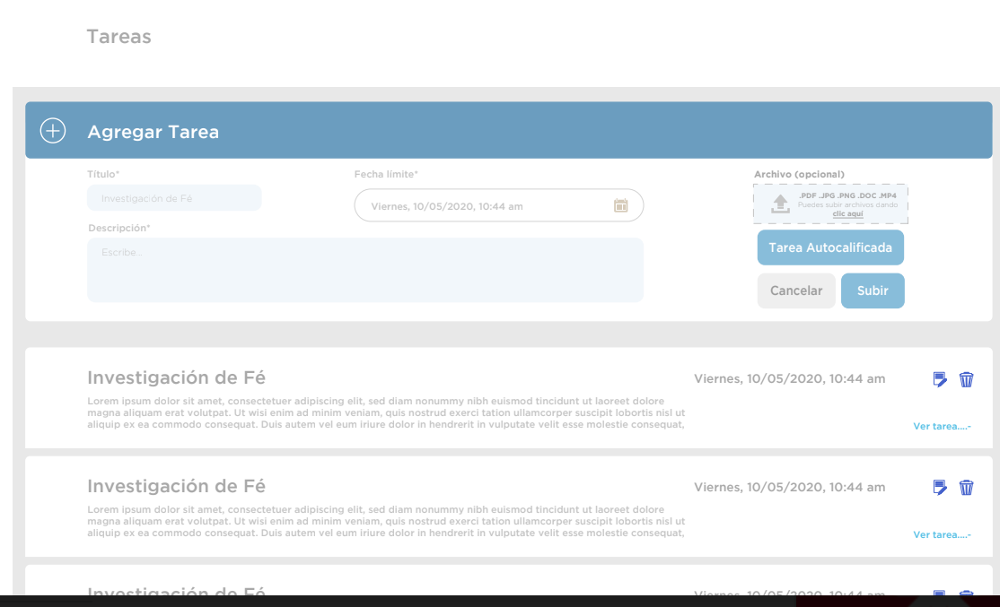 Tareas
Agregar Tarea
Título*
Fecha límite*
Archivo (opcional)
Investigación de Fé
Viernes, 10/05/2020, 10:44 am
.PDF .JPG .PNG .DOC .MP4
Puedes subir archivos dando
clic aquí
Descripción*
Escribe...
Tarea Autocalificada
Cancelar
Subir
Investigación de Fé
Viernes, 10/05/2020, 10:44 am
Lorem ipsum dolor sit amet, consectetuer adipiscing elit, sed diam nonummy nibh euismod tincidunt ut laoreet dolore
magna aliquam erat volutpat. Ut wisi enim ad minim veniam, quis nostrud exerci tation ullamcorper suscipit lobortis nisl ut
aliquip ex ea commodo consequat. Duis autem vel eum iriure dolor in hendrerit in vulputate velit esse molestie consequat,
Ver tarea....-
Investigación de Fé
Viernes, 10/05/2020, 10:44 am
Lorem ipsum dolor sit amet, consectetuer adipiscing elit, sed diam nonummy nibh euismod tincidunt ut laoreet dolore
magna aliquam erat volutpat. Ut wisi enim ad minim veniam, quis nostrud exerci tation ullamcorper suscipit lobortis nisl ut
aliquip ex ea commodo consequat. Duis autem vel eum iriure dolor in hendrerit in vulputate velit esse molestie consequat,
Ver tarea....-
Investigación de Fé
Viernes, 10/05/2020, 10:44 am